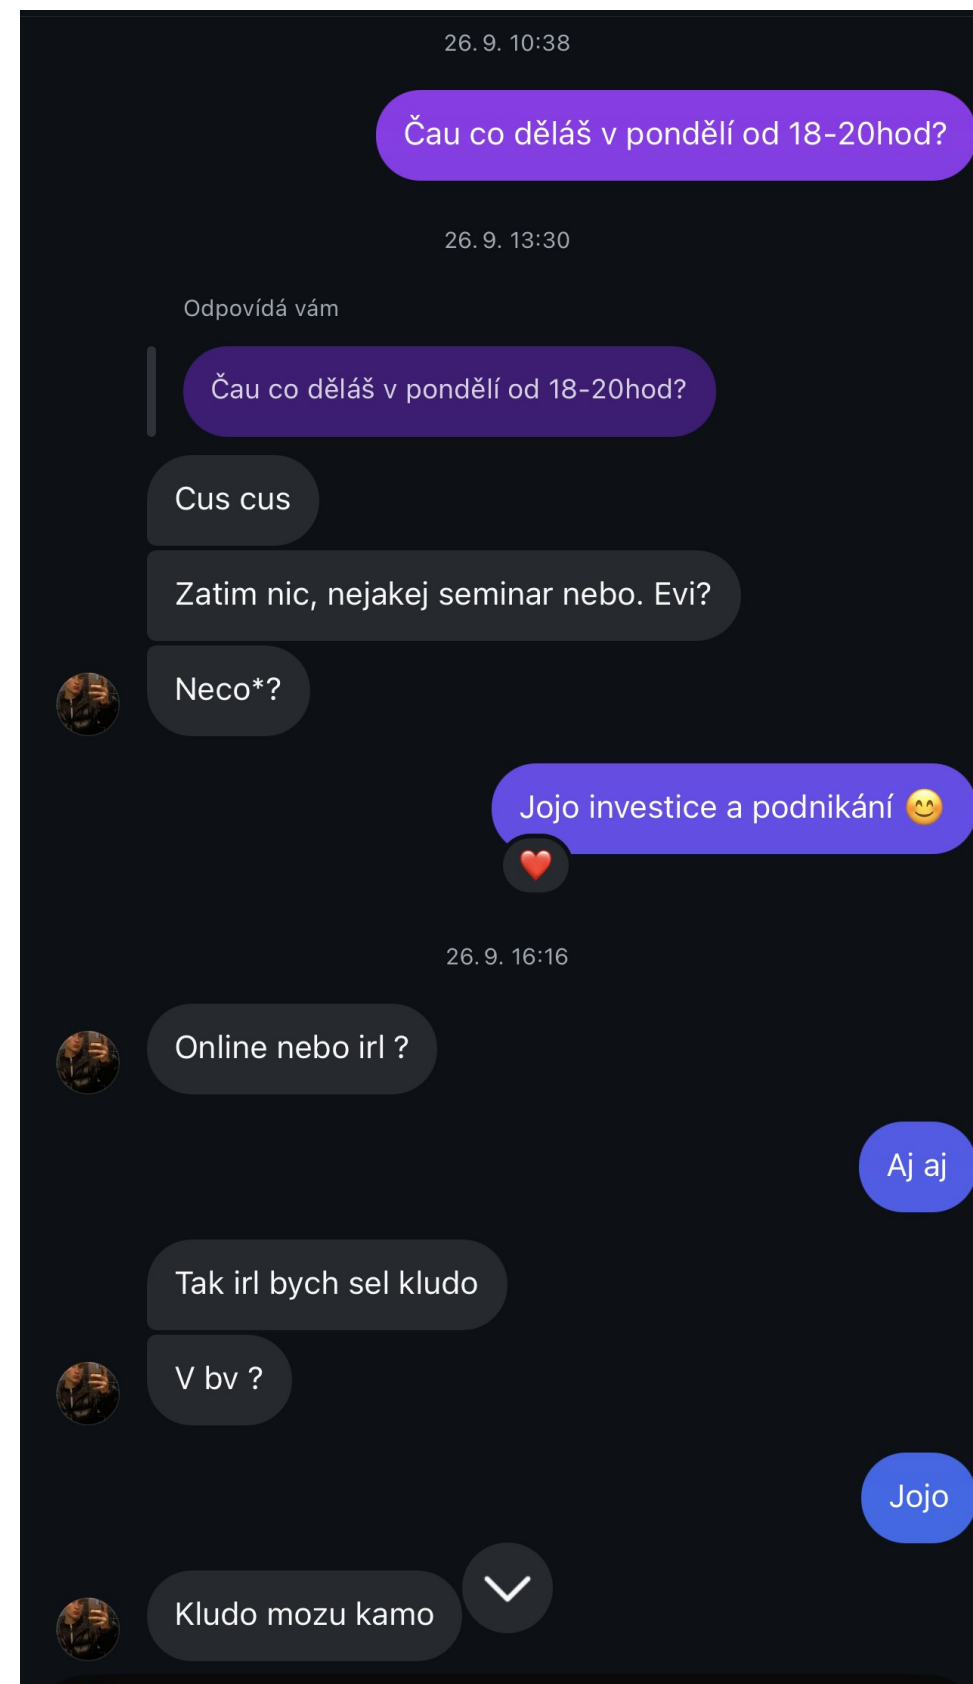 26. 9. 10:38
Čau co děláš v pondělí od 18-20hod?
26. 9. 13:30
Odpovídá vám
Čau co děláš v pondělí od 18-20hod?
Cus cus
Zatim nic, nejakej seminar nebo. Evi?
Neco*?
Jojo investice a podnikání 😊
❤️
26. 9. 16:16
Online nebo irl ?
Aj aj
Tak irl bych sel kludo
V bv ?
Jojo
Kludo mozu kamo